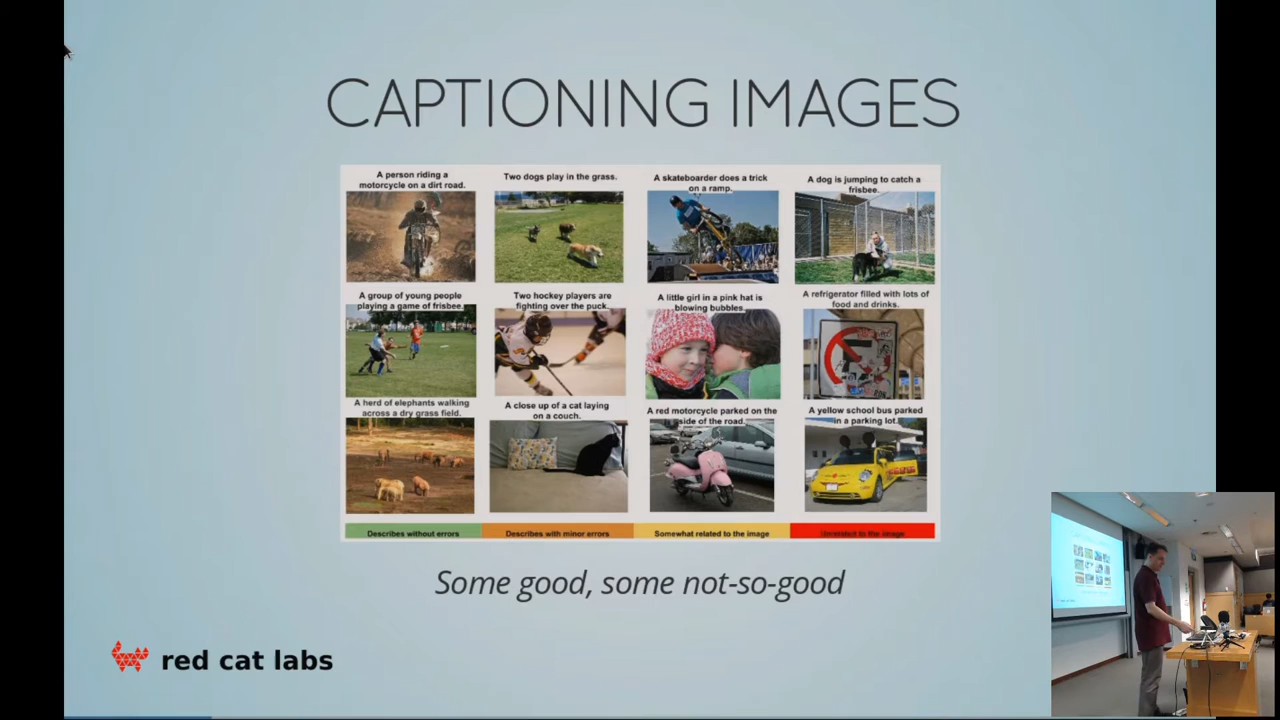 CAPTIONING IMAGES
A person riding a
motorcycle on a dirt road.
Two dogs play in the grass.
A skateboarder does a trick
on a ramp.
A dog is jumping to catch a
frisbee.
A group of young people
playing a game of frisbee.
Two hockey players are
fighting over the puck.
A little girl in a pink hat is
blowing bubbles
A refrigerator filled with lots of
food and drinks.
A herd of elephants walking
across a dry grass field.
A close up of a cat laying
on a couch.
A red motorcycle parked on the
side of the road.
A yellow school bus parked
in a parking lot.
Describes without errors
Describes with minor errors
Somewhat related to the image
Unrelated to the image
Some good, some not-so-good
red cat labs